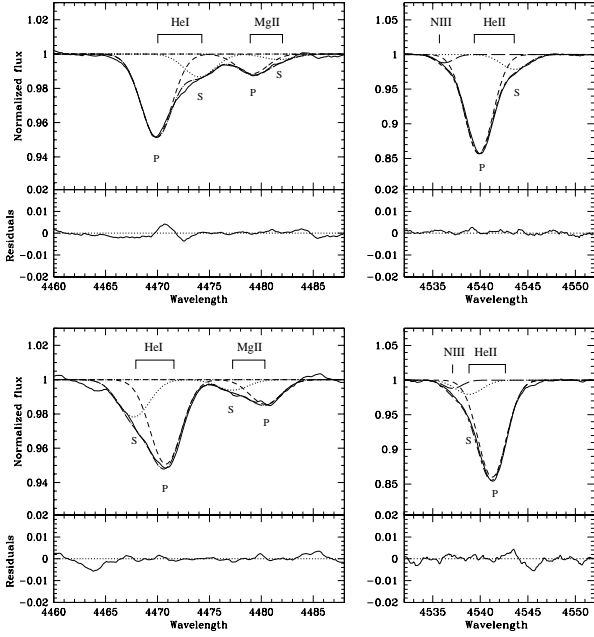 HeI MgII
NIII HeII
1.02
1
0.98
0.96
0.94
Normalized flux
S
P
S
P
1.05
1
0.95
0.9
0.85
S
P
0.02
0.01
0
−0.01
−0.02
Residuals
4460 4465 4470 4475 4480 4485
Wavelength
0.02
0.01
0
−0.01
−0.02
4535 4540 4545 4550
Wavelength
HeI MgII
NIII HeII
1.02
1
0.98
0.96
0.94
Normalized flux
S
P
S
P
1.05
1
0.95
0.9
0.85
S
P
0.02
0.01
0
−0.01
0.02
Residuals
4460 4465 4470 4475 4480 4485
Wavelength
0.02
0.01
0
−0.01
0.02
4535 4540 4545 4550
Wavelength